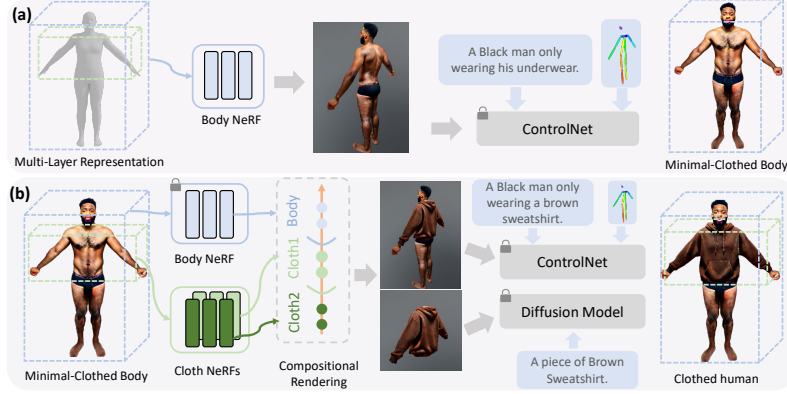 (a)
A Black man only
wearing his underwear.
Body NeRF
ControlNet
Multi-Layer Representation
Minimal-Clothed Body
(b)
A Black man only
wearing a brown
sweatshirt.
Body NeRF
Body
Cloth1
Cloth2
ControlNet
Diffusion Model
Minimal-Clothed Body
Cloth NeRFs
Compositional
Rendering
A piece of Brown
Sweatshirt.
Clothed human